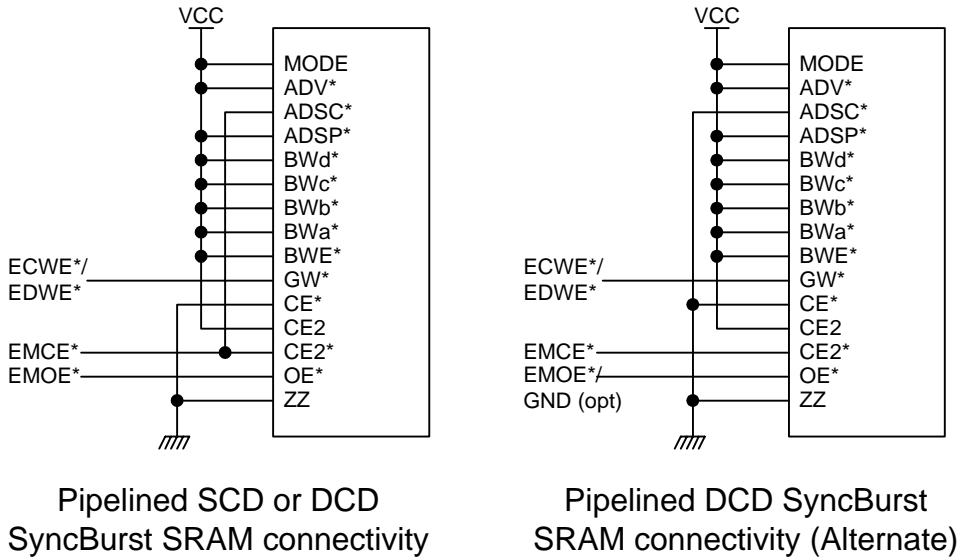 VCC
MODE
ADV*
ADSC*
ADSP*
BWd*
BWc*
BWb*
BWa*
BWE*
ECWE*/
EDWE*
GW*
CE*
CE2
EMCE*
CE2*
EMOE*
OE*
ZZ
Pipelined SCD or DCD
SyncBurst SRAM connectivity
VCC
MODE
ADV*
ADSC*
ADSP*
BWd*
BWc*
BWb*
BWa*
BWE*
ECWE*/
EDWE*
GW*
CE*
CE2
EMCE*
CE2*
EMOE*/
GND (opt)
OE*
ZZ
Pipelined DCD SyncBurst
SRAM connectivity (Alternate)